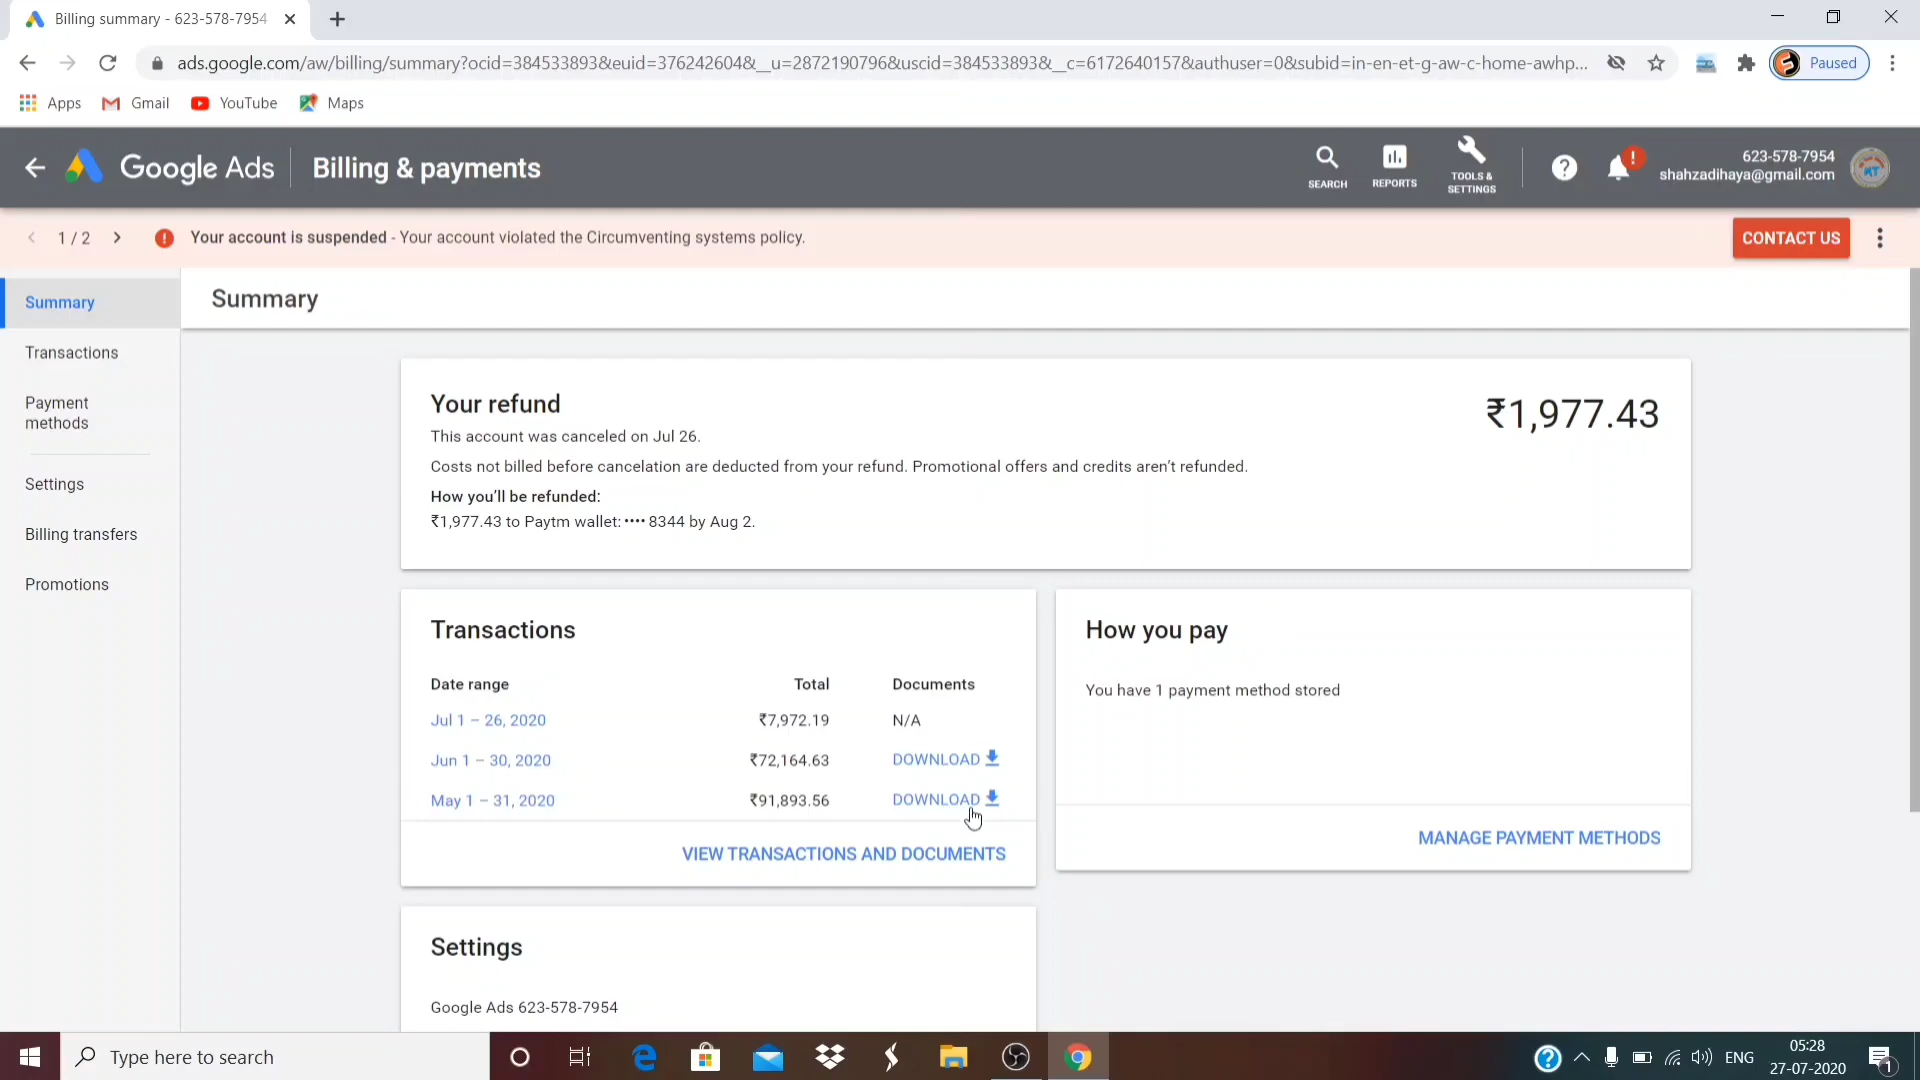 Billing summary - 623-578-7954
ads.google.com/aw/billing/summary?ocid=384533893&euid=376242604&__u=2872190796&uscid=384533893&__c=6172640157&authuser=0&subid=in-en-et-g-aw-c-home-awhp...
Paused
Apps Gmail YouTube Maps
Google Ads Billing & payments
SEARCH REPORTS TOOLS & SETTINGS
? ! 623-578-7954
shahzadihaya@gmail.com
1 / 2 ! Your account is suspended - Your account violated the Circumventing systems policy. CONTACT US
Summary
Transactions
Payment
methods
Settings
Billing transfers
Promotions
Summary
Your refund ₹1,977.43
This account was canceled on Jul 26.
Costs not billed before cancelation are deducted from your refund. Promotional offers and credits aren’t refunded.
How you’ll be refunded:
₹1,977.43 to Paytm wallet: •••• 8344 by Aug 2.
Transactions
Date range Total Documents
Jul 1 – 26, 2020 ₹7,972.19 N/A
Jun 1 – 30, 2020 ₹72,164.63 DOWNLOAD
May 1 – 31, 2020 ₹91,893.56 DOWNLOAD
VIEW TRANSACTIONS AND DOCUMENTS
How you pay
You have 1 payment method stored
MANAGE PAYMENT METHODS
Settings
Google Ads 623-578-7954
Type here to search
ENG
05:28
27-07-2020
1